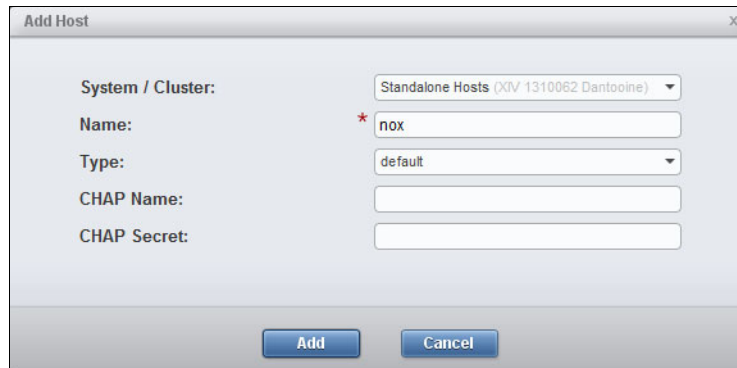 Add Host x
System / Cluster: Standalone Hosts (XIV 1310062 Dantooine)
Name: * nox
Type: default
CHAP Name:
CHAP Secret:
Add Cancel